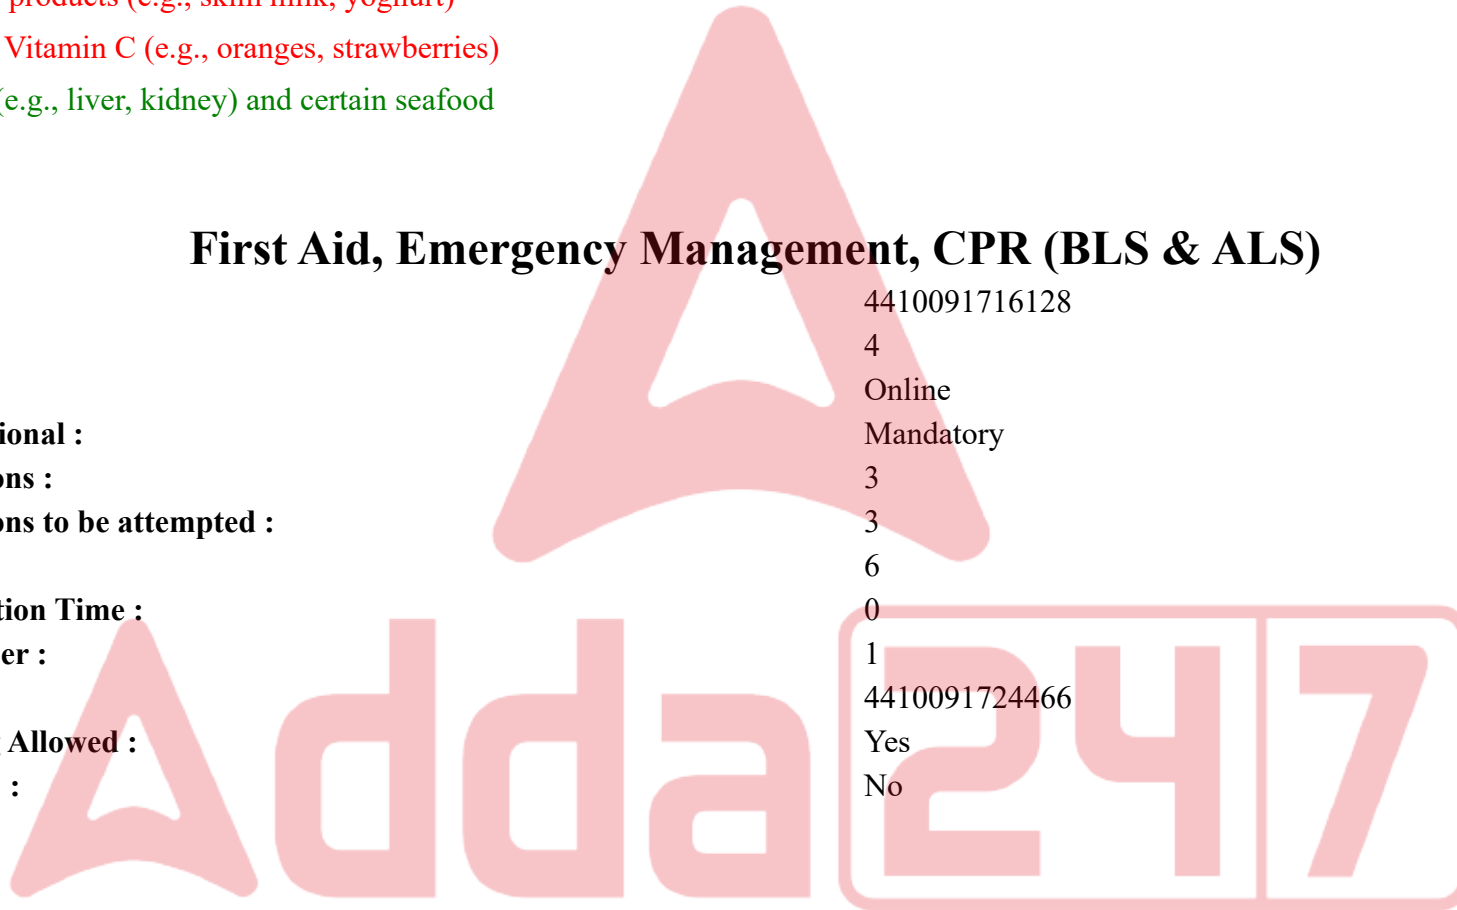 products (e.g., skim milk, yoghurt)
Vitamin C (e.g., oranges, strawberries)
(e.g., liver, kidney) and certain seafood
First Aid, Emergency Management, CPR (BLS & ALS)
4410091716128
4
Online
ional : Mandatory
ons : 3
ons to be attempted : 3
6
tion Time : 0
er : 1
4410091724466
Allowed : Yes
: No
Adda 247